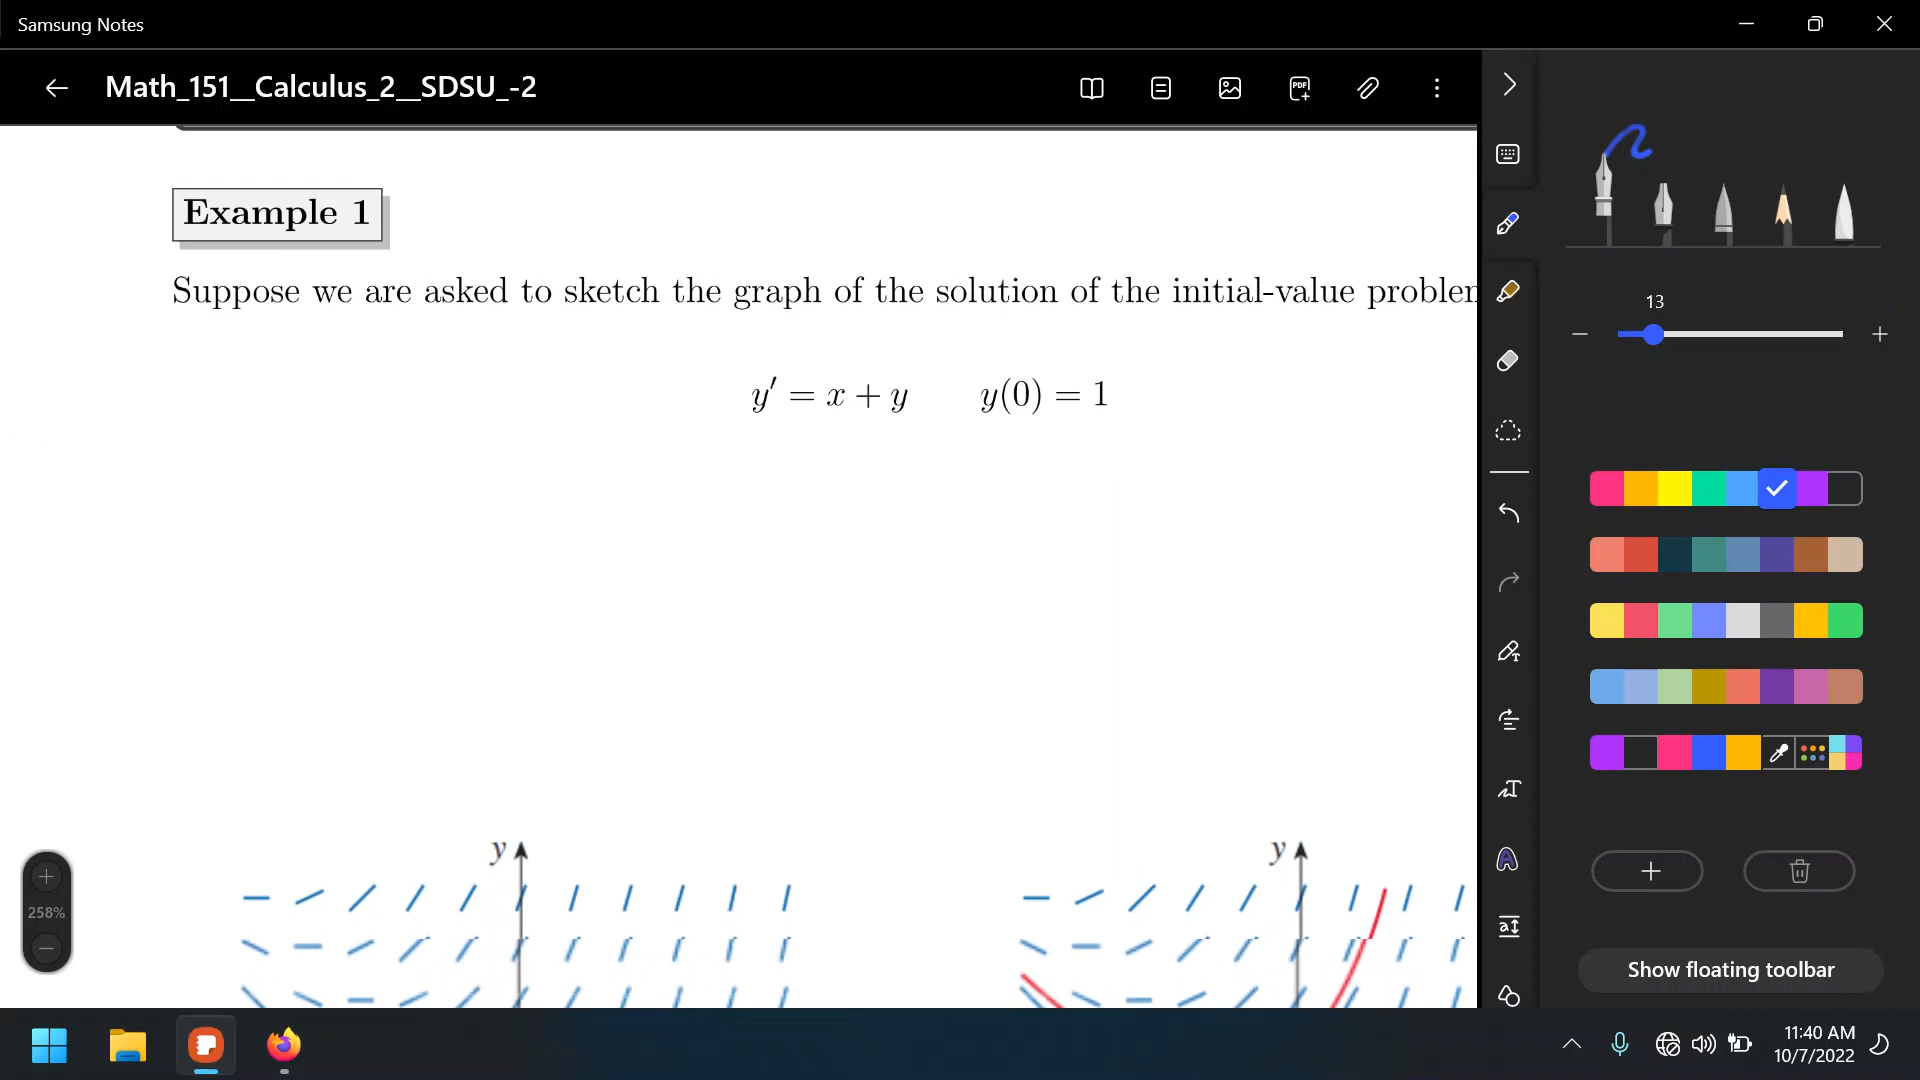 Samsung Notes
Math_151__Calculus_2__SDSU_-2
Example 1
Suppose we are asked to sketch the graph of the solution of the initial-value
y′ = x + y  y(0) = 1
y
y
258%
13
Show floating toolbar
11:40 AM
10/7/2022